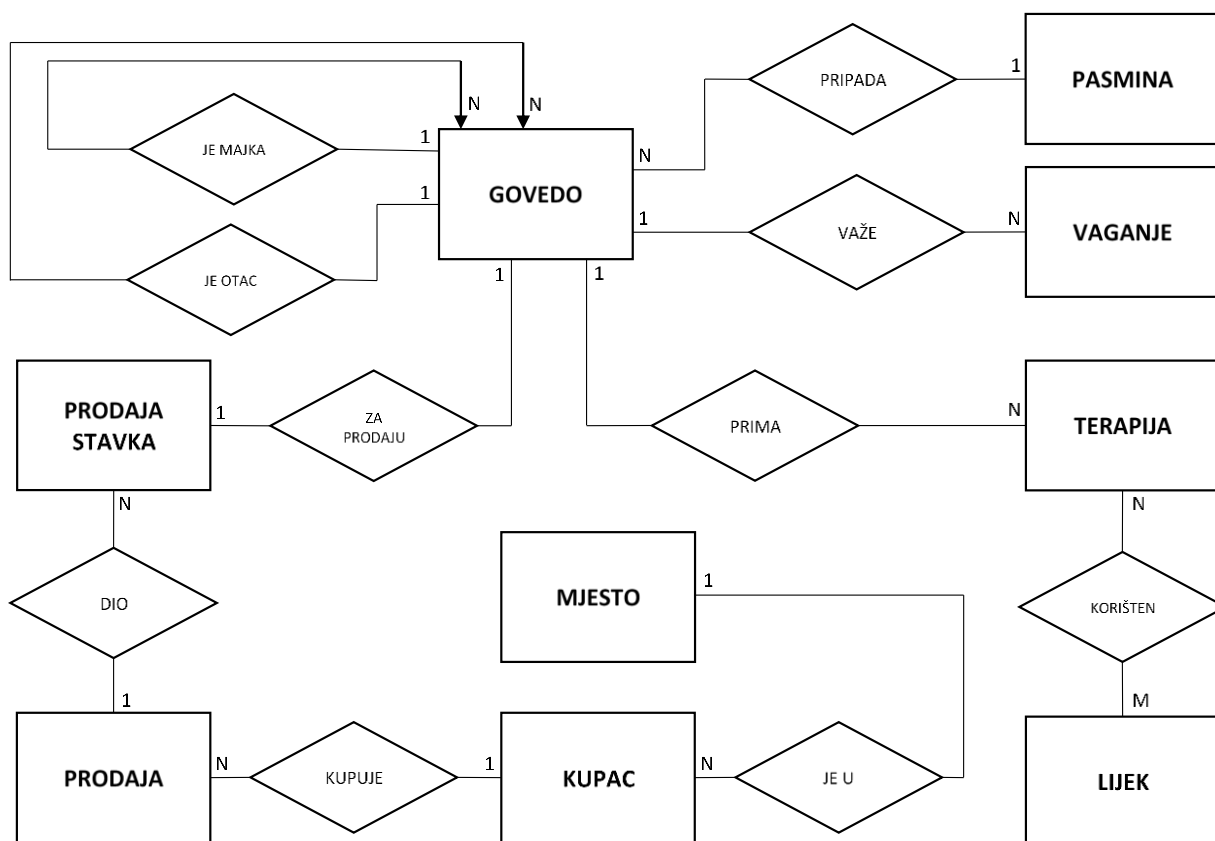 PRIPADA
1
PASMINA
N
N
N
1
JE MAJKA
N
GOVEDO
1
1
VAŽE
N
VAGANJE
JE OTAC
1
1
PRODAJA
STAVKA
1
ZA
PRODAJU
PRIMA
N
TERAPIJA
N
N
DIO
MJESTO
1
KORIŠTEN
1
M
PRODAJA
N
KUPUJE
1
KUPAC
N
JE U
LIJEK